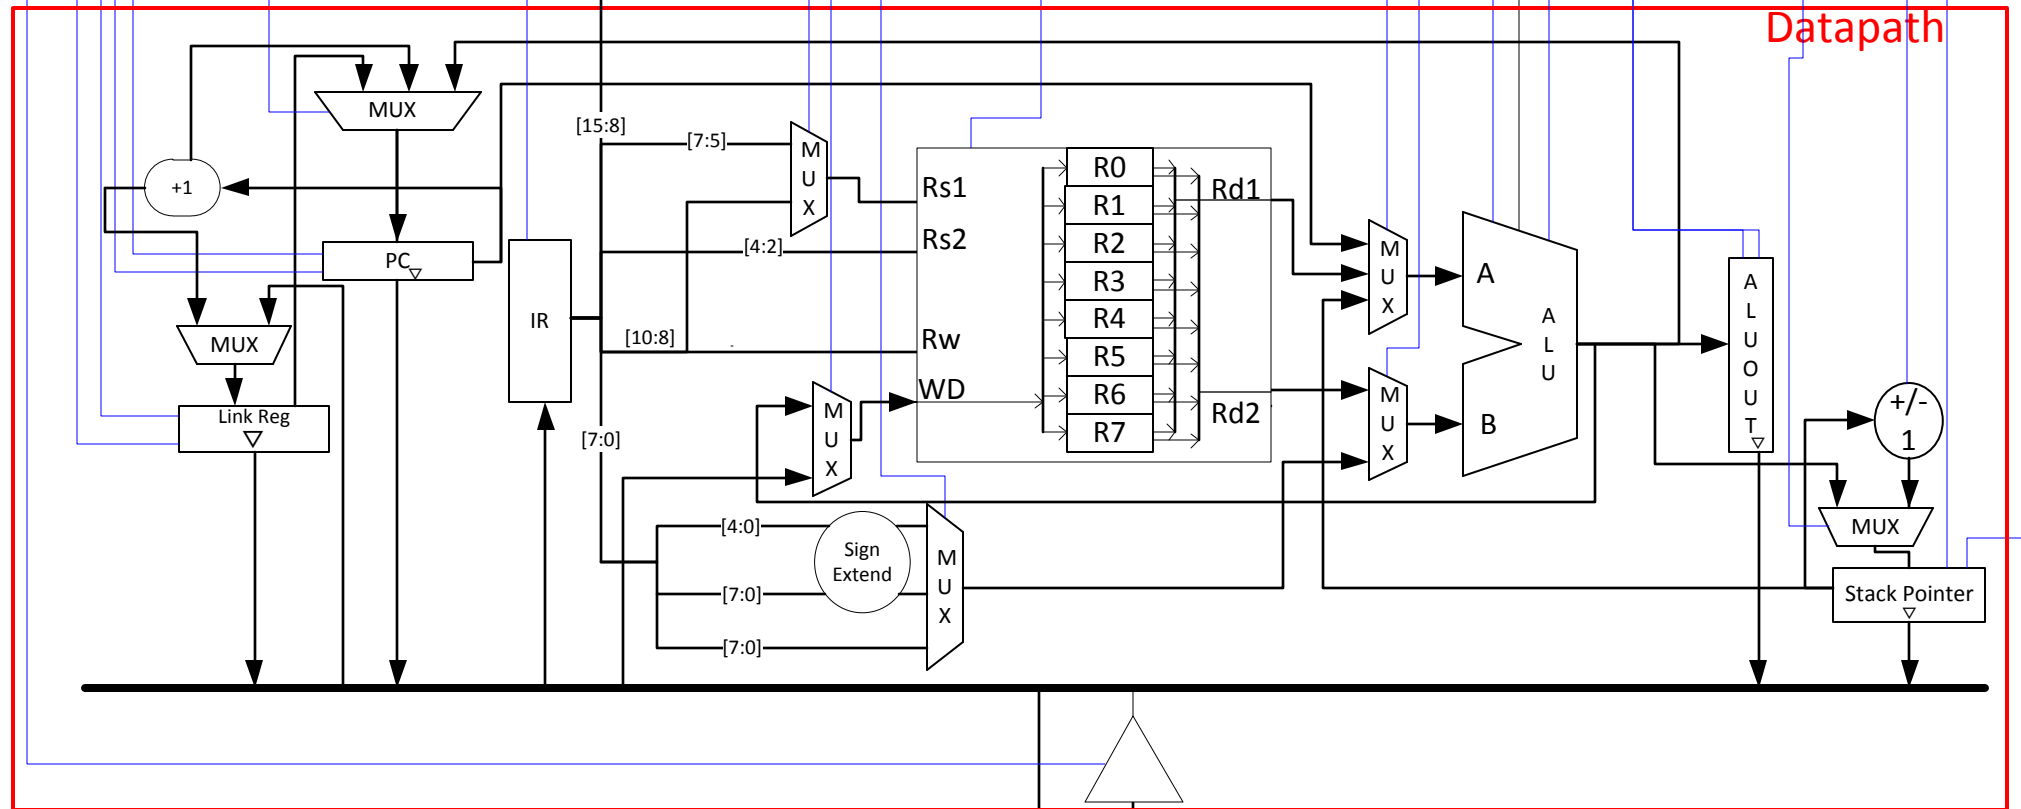 Datapath
MUX
[15:8]
[7:5]
M
U
X
R0
+1
Rs1
Rd1
R1
Rs2
R2
[4:2]
M
U
X
PC
R3
A
A
L
U
O
U
T
IR
R4
A
L
U
[10:8]
Rw
MUX
R5
WD
R6
M
U
X
Rd2
M
U
X
B
+/-
1
Link Reg
R7
[7:0]
[4:0]
MUX
Sign
Extend
M
U
X
[7:0]
Stack Pointer
[7:0]